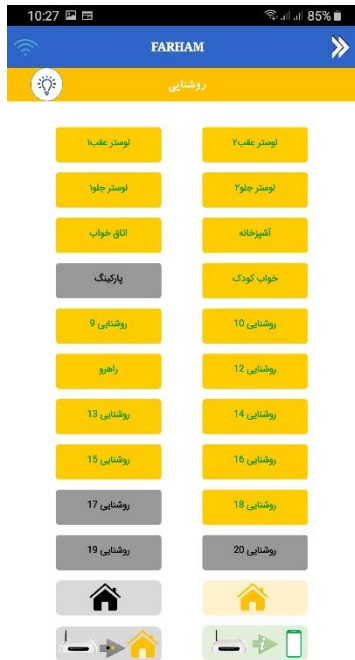 10:27 85%
FARHAM
روشنایی
لوستر عقب۲ لوستر عقب۱
لوستر جلو۲ لوستر جلو۱
آشپزخانه اتاق خواب
خواب کودک پارکینگ
روشنایی 10 روشنایی 9
روشنایی 12 راهرو
روشنایی 14 روشنایی 13
روشنایی 16 روشنایی 15
روشنایی 18 روشنایی 17
روشنایی 20 روشنایی 19